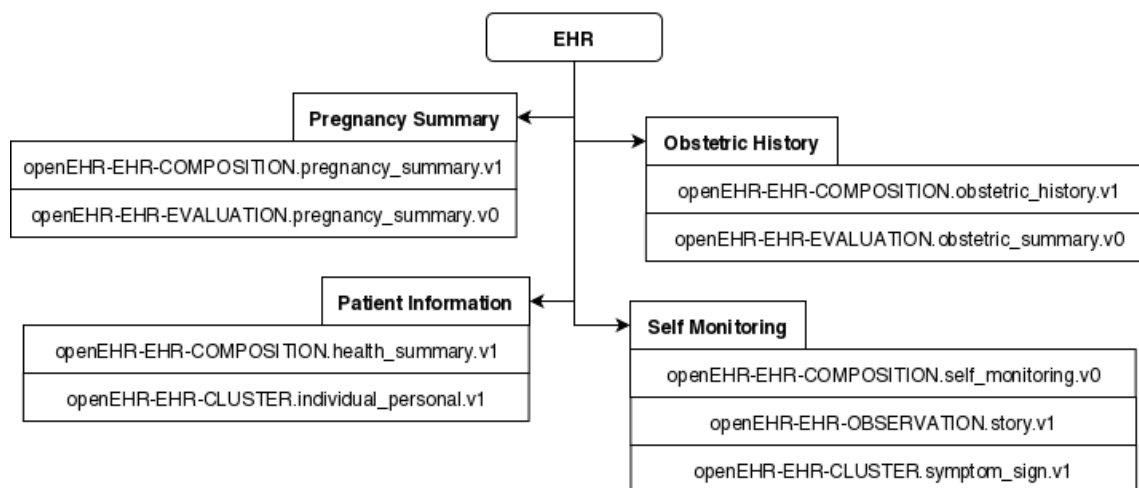 EHR
Pregnancy Summary
openEHR-EHR-COMPOSITION.pregnancy_summary.v1
openEHR-EHR-EVALUATION.pregnancy_summary.v0
Obstetric History
openEHR-EHR-COMPOSITION.obstetric_history.v1
openEHR-EHR-EVALUATION.obstetric_summary.v0
Patient Information
openEHR-EHR-COMPOSITION.health_summary.v1
openEHR-EHR-CLUSTER.individual_personal.v1
Self Monitoring
openEHR-EHR-COMPOSITION.self_monitoring.v0
openEHR-EHR-OBSERVATION.story.v1
openEHR-EHR-CLUSTER.symptom_sign.v1